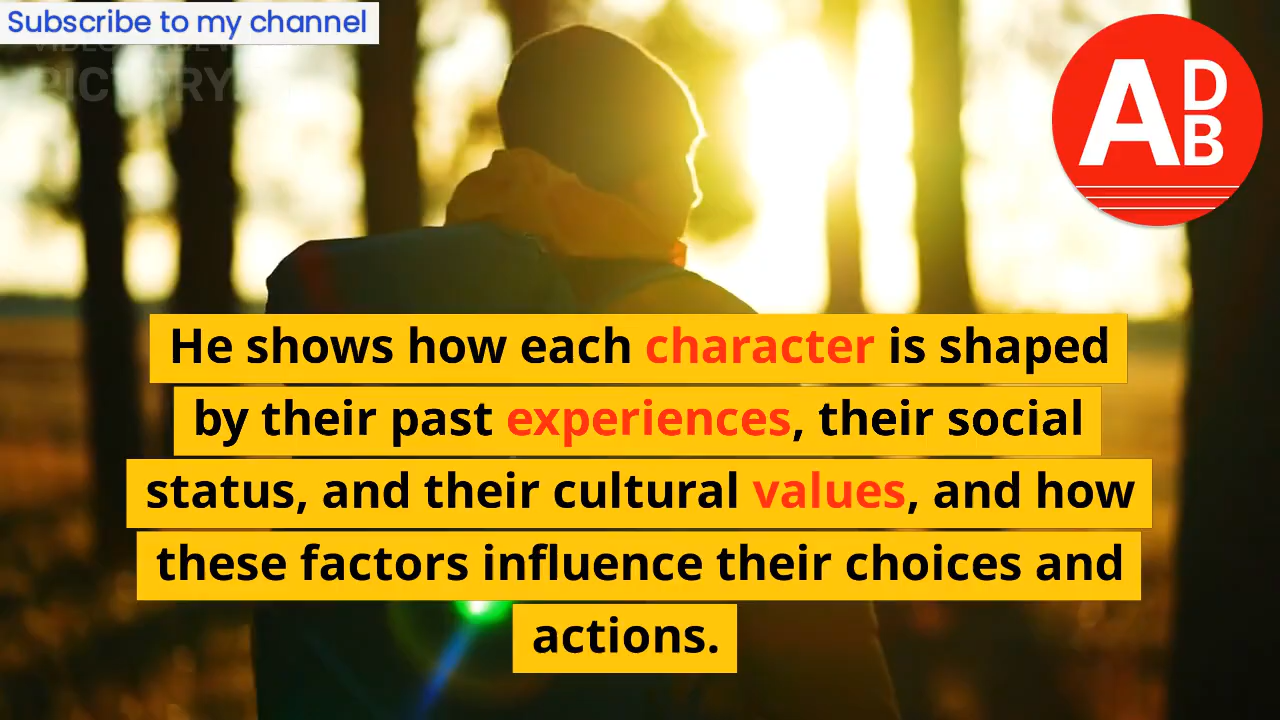 Subscribe to my channel
PICTORY
A
D
B
He shows how each character is shaped
by their past experiences, their social
status, and their cultural values, and how
these factors influence their choices and
actions.